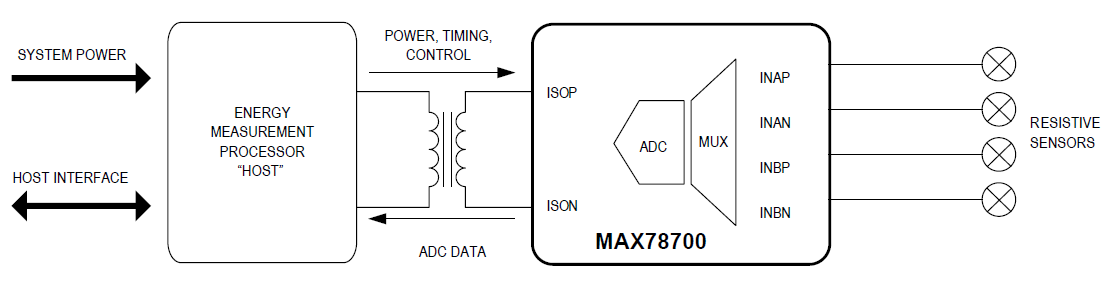 SYSTEM POWER
HOST INTERFACE
ENERGY
MEASUREMENT
PROCESSOR
“HOST”
POWER, TIMING,
CONTROL
ADC DATA
ISOP
ISON
ADC
MUX
INAP
INAN
INBP
INBN
MAX78700
RESISTIVE
SENSORS